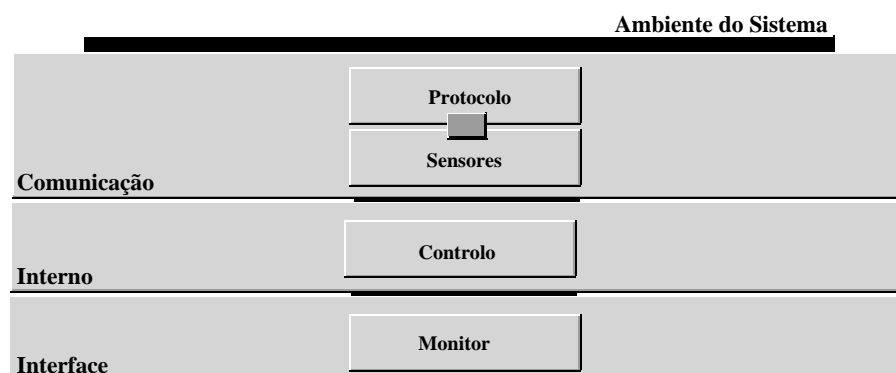 Ambiente do Sistema
Protocolo
Sensores
Comunicação
Controlo
Interno
Monitor
Interface